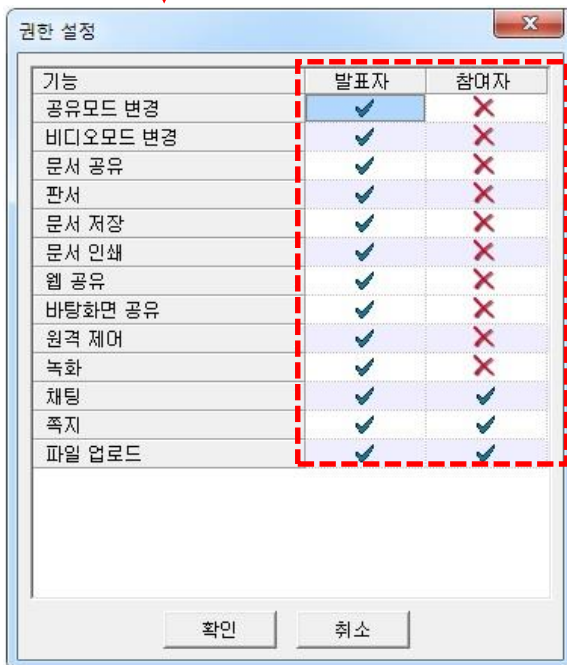 권한 설정
기능 발표자 참여자
공유모드 변경
비디오모드 변경
문서 공유
판서
문서 저장
문서 인쇄
웹 공유
바탕화면 공유
원격 제어
녹화
채팅
쪽지
파일 업로드
확인 취소